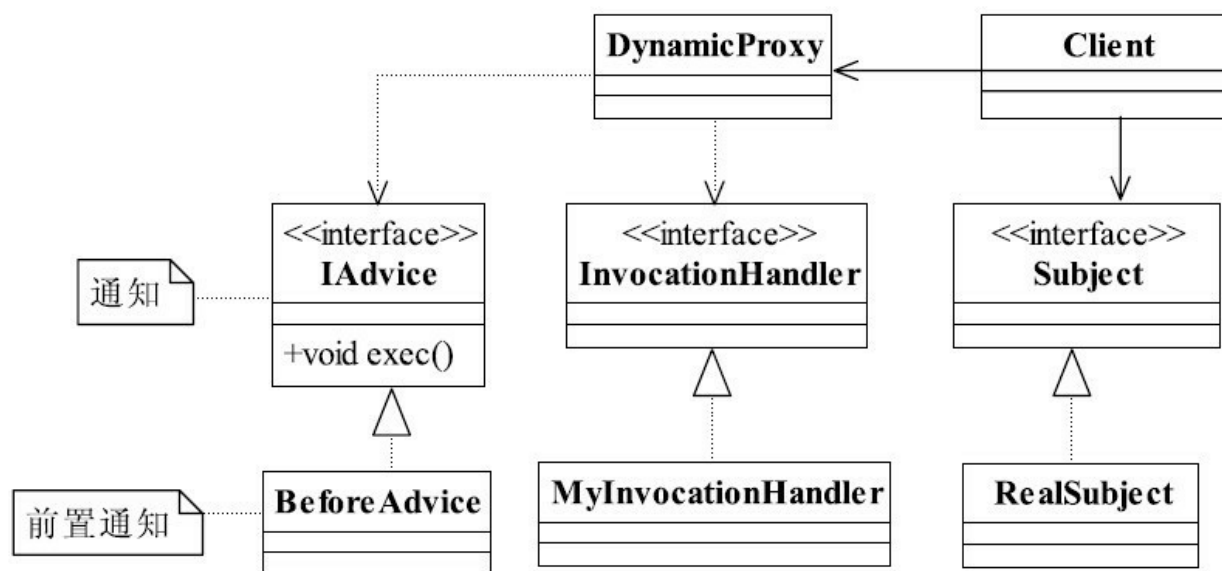 DynamicProxy
Client
<<interface>>
IAdvice
+void exec()
<<interface>>
InvocationHandler
<<interface>>
Subject
通知
前置通知
BeforeAdvice
MyInvocationHandler
RealSubject